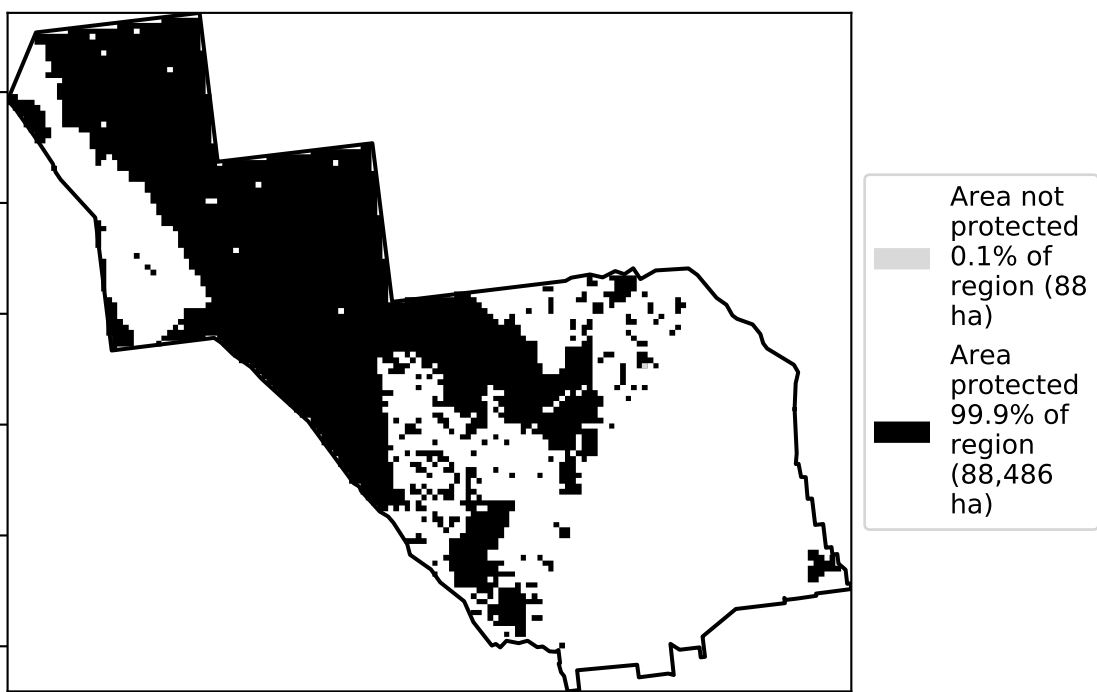 Area not
protected
0.1% of
region (88
ha)
Area
protected
99.9% of
region
(88,486
ha)